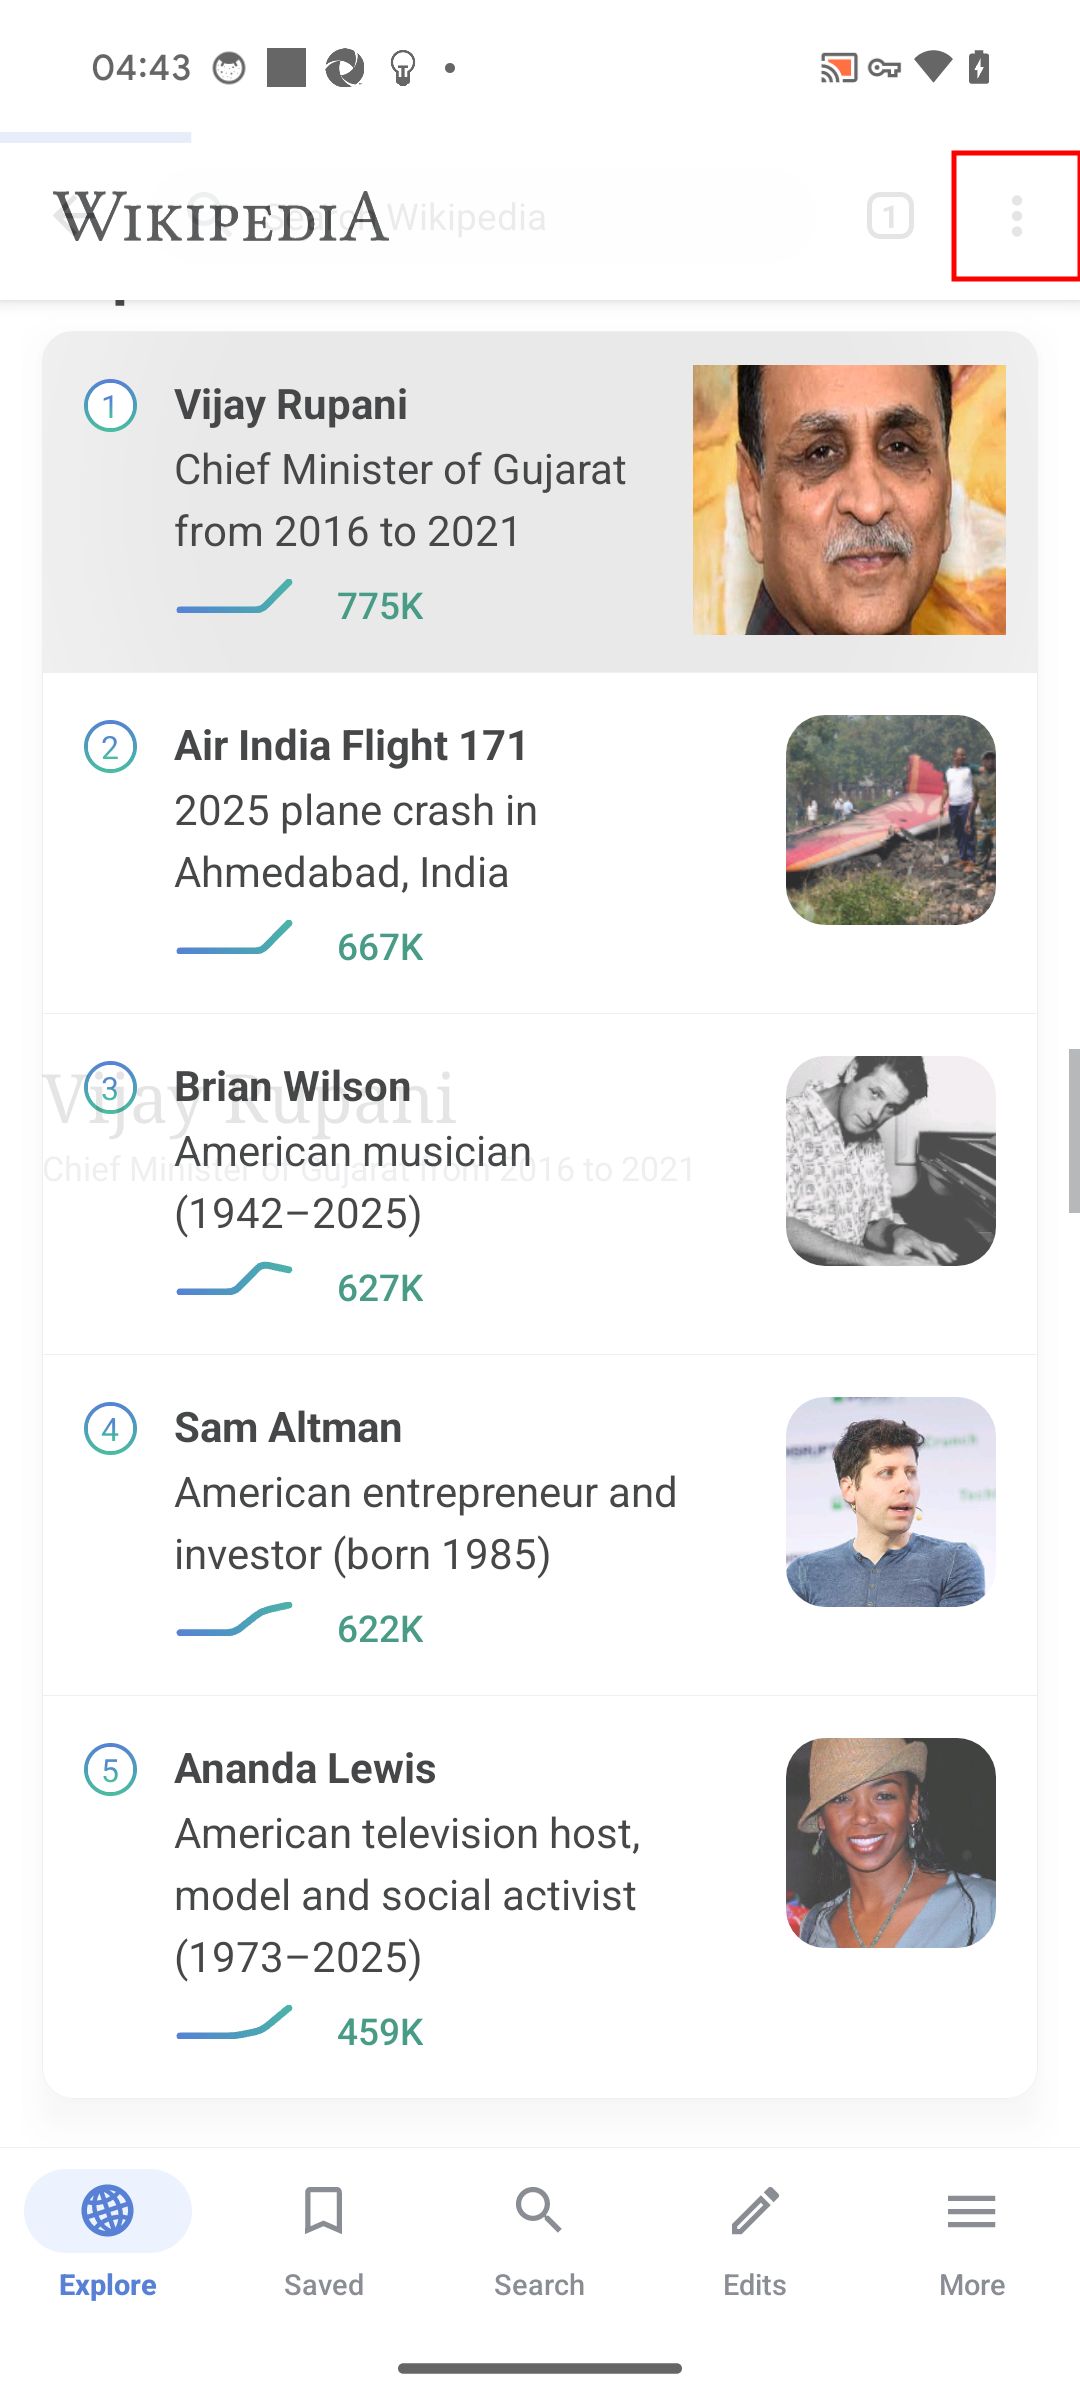 04:43
WIKIPEDIA
Search Wikipedia
1
1
Vijay Rupani
Chief Minister of Gujarat
from 2016 to 2021
775K
2
Air India Flight 171
2025 plane crash in
Ahmedabad, India
667K
3
Brian Wilson
Vijay Rupani
American musician
Chief Minister of Gujarat from 2016 to 2021
(1942–2025)
627K
4
Sam Altman
American entrepreneur and
investor (born 1985)
622K
5
Ananda Lewis
American television host,
model and social activist
(1973–2025)
459K
Explore
Saved
Search
Edits
More